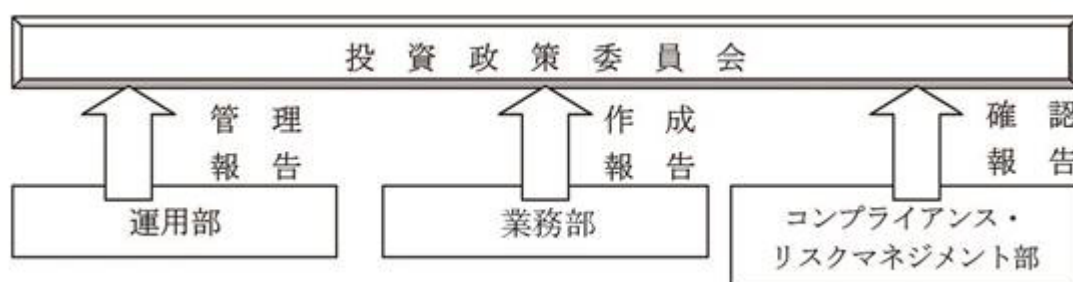 投資政策委員会
管理
報告
作成
報告
確認
報告
運用部
業務部
コンプライアンス・
リスクマネジメント部